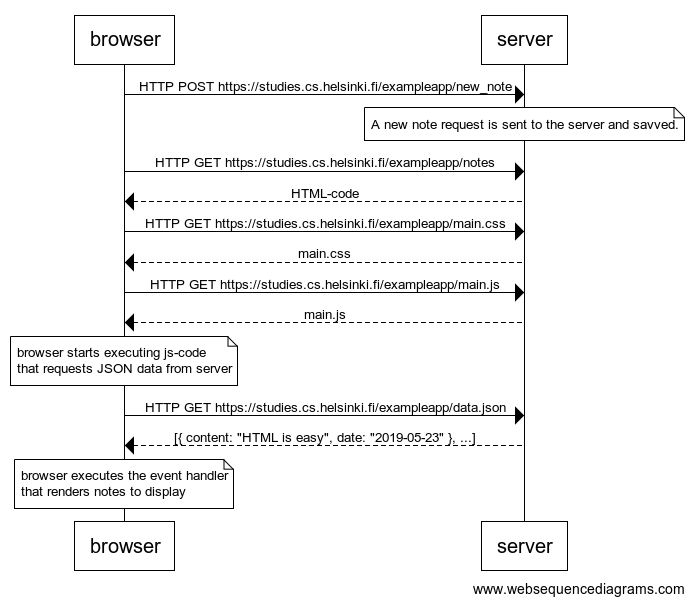 browser
server
HTTP POST https://studies.cs.helsinki.fi/exampleapp/new_note
A new note request is sent to the server and savved.
HTTP GET https://studies.cs.helsinki.fi/exampleapp/notes
HTML-code
HTTP GET https://studies.cs.helsinki.fi/exampleapp/main.css
main.css
HTTP GET https://studies.cs.helsinki.fi/exampleapp/main.js
main.js
browser starts executing js-code
that requests JSON data from server
HTTP GET https://studies.cs.helsinki.fi/exampleapp/data.json
[{ content: "HTML is easy", date: "2019-05-23" }, ...]
browser executes the event handler
that renders notes to display
browser
server
www.websequencediagrams.com